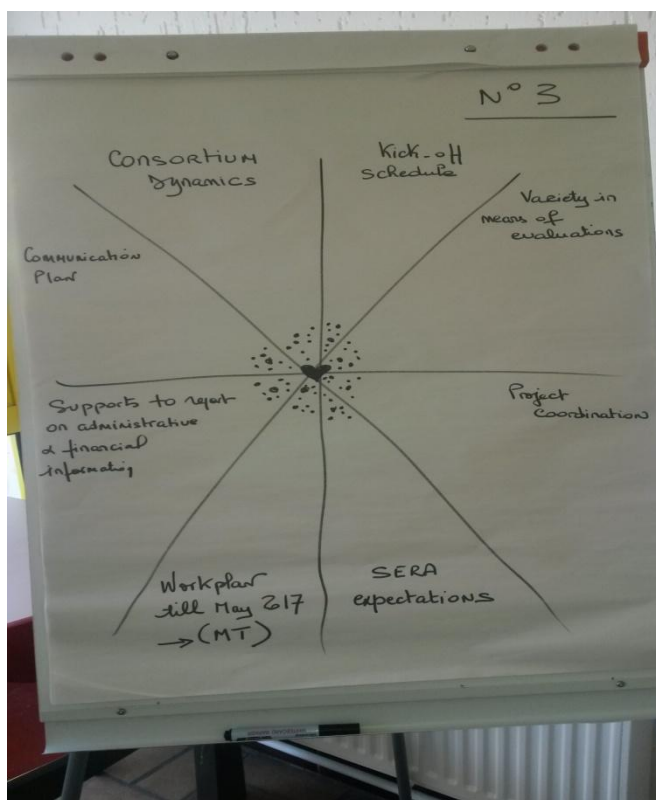 N° 3
Consortium
Dynamics
Kick-off
schedule
Variety in
means of
evaluations
Communication
Plan
Supports to report
on administrative
& financial
Project
Coordination
Workplan
till May 2017
→ (MT)
SERA
expectations